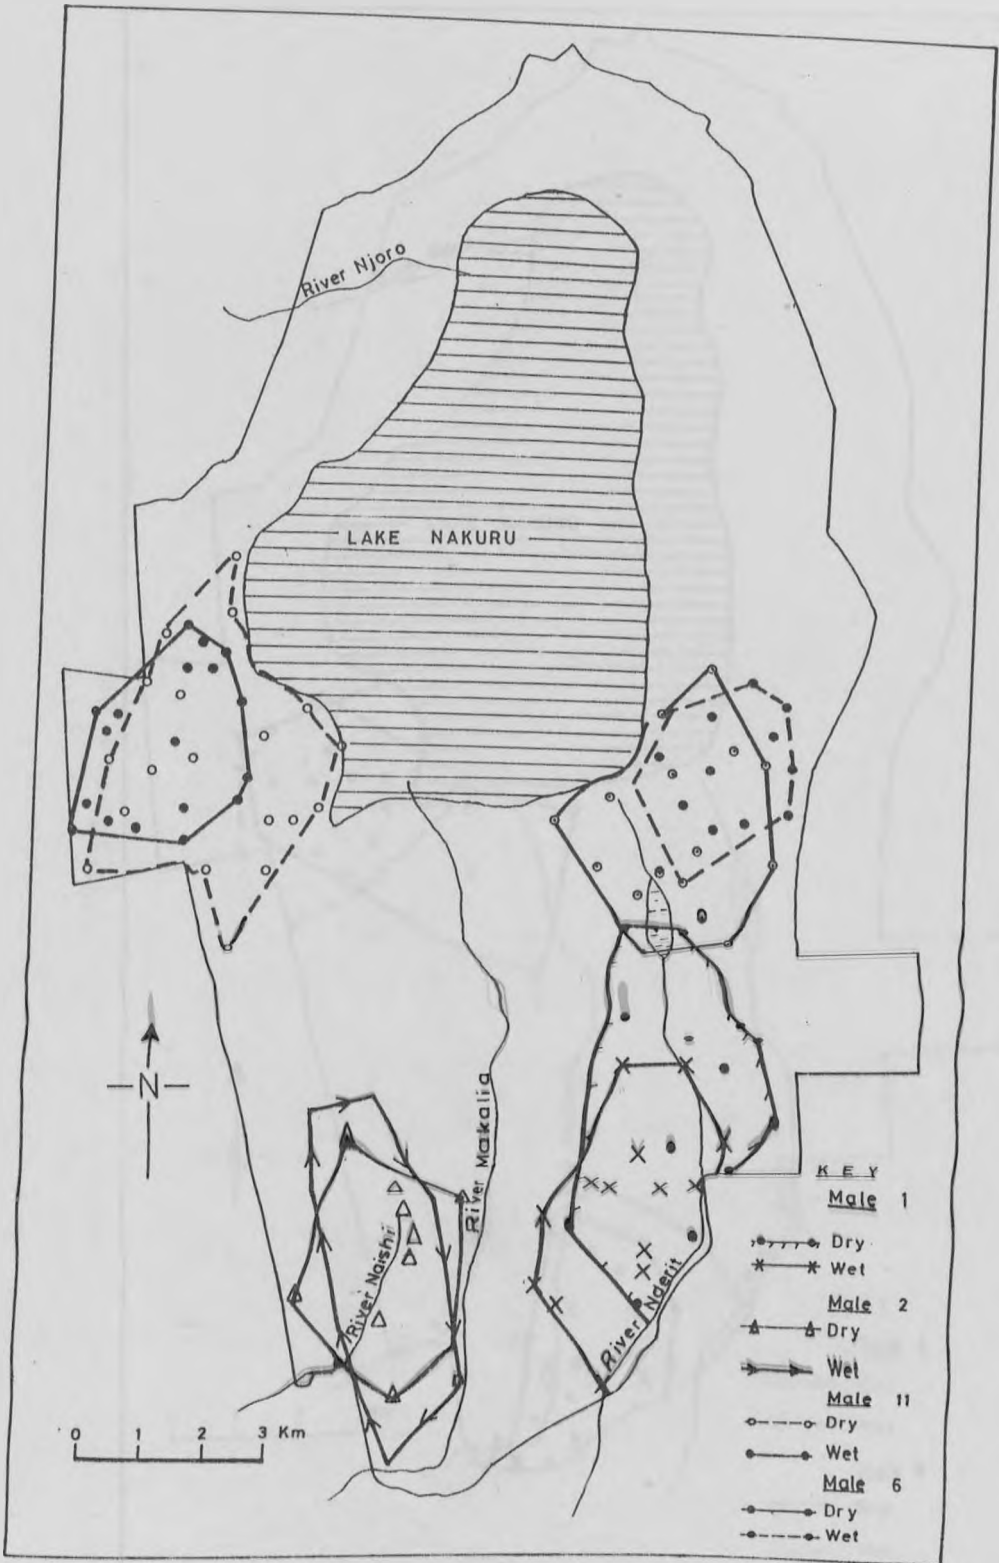 River Njoro
LAKE NAKURU
N
River Makalia
River Naishi
River Nderit
KEY
Male 1
Dry
Wet
Male 2
Dry
Wet
Male 11
Dry
Wet
Male 6
Dry
Wet
0 1 2 3 Km